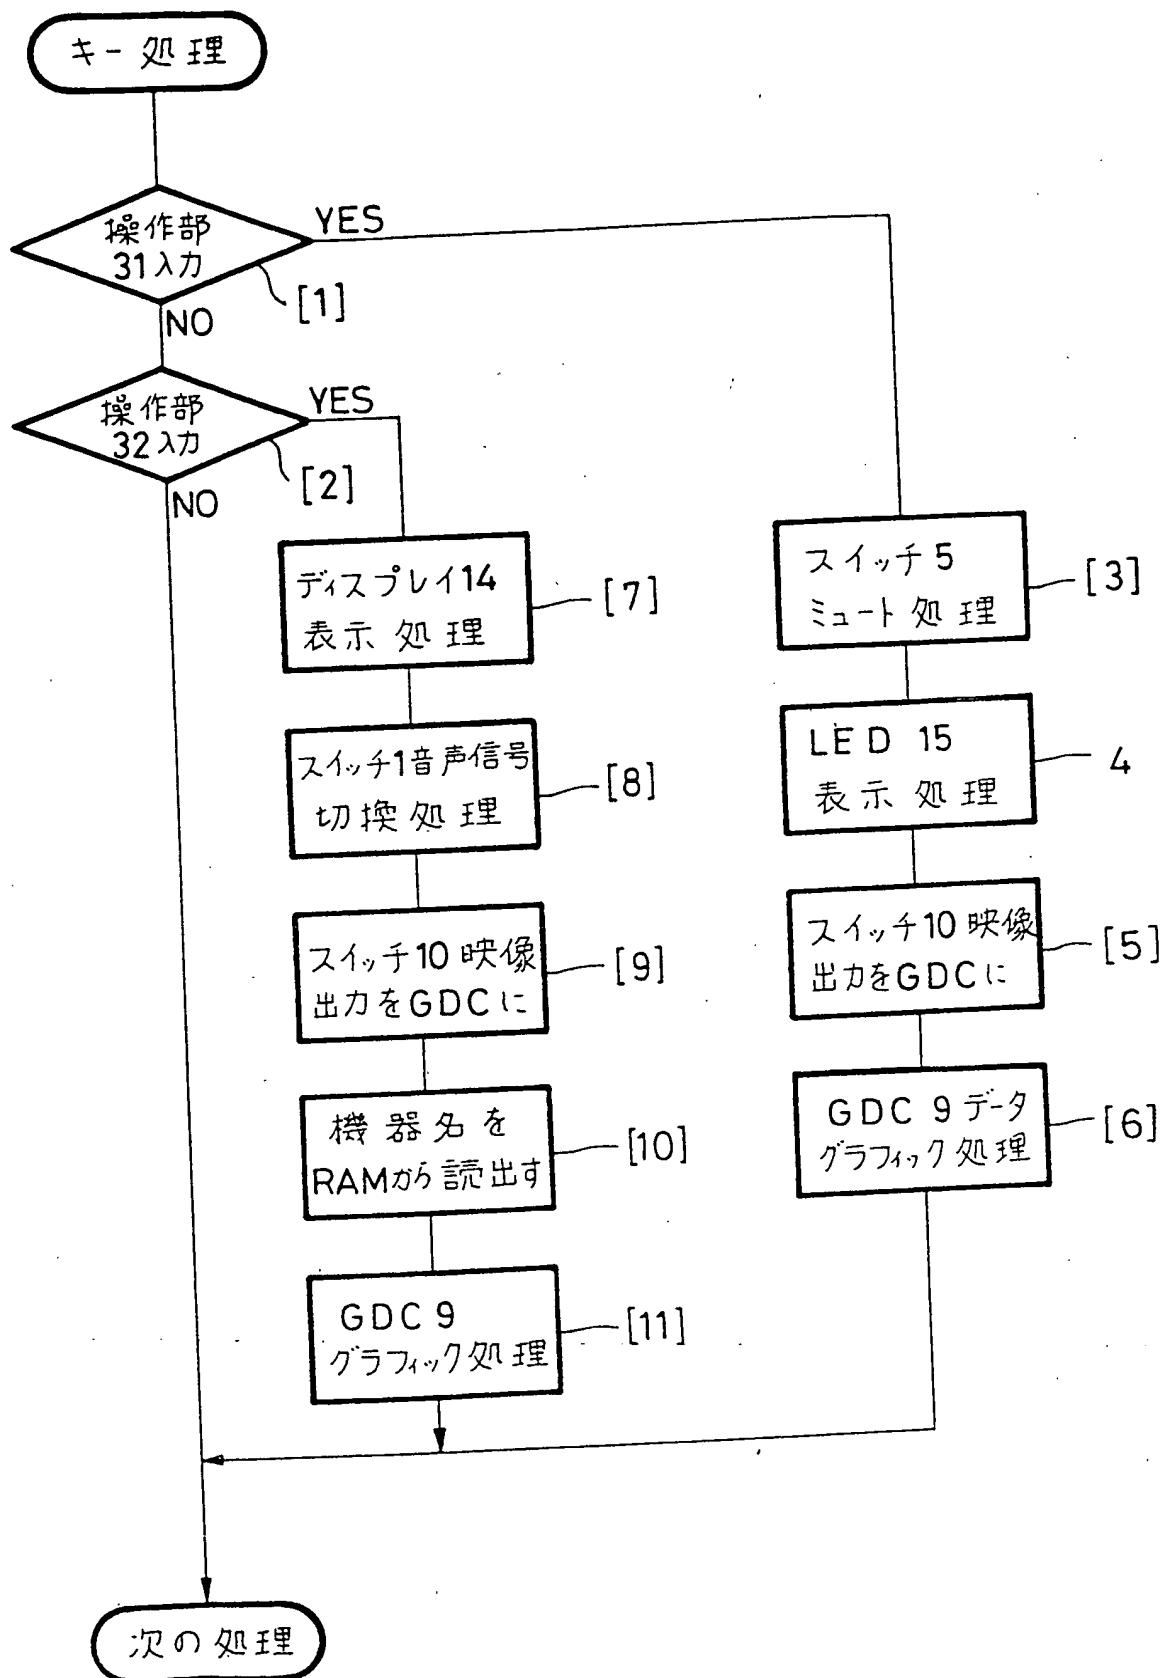 キー処理
操作部
31入力
YES
[1]
NO
操作部
32入力
YES
[2]
NO
ディスプレイ14
表示処理
[7]
スイッチ1音声信号
切換処理
[8]
スイッチ10映像
出力をGDCに
[9]
機器名を
RAMから読出す
[10]
GDC 9
グラフィック処理
[11]
スイッチ5
ミュート処理
[3]
LED 15
表示処理
4
スイッチ10映像
出力をGDCに
[5]
GDC 9データ
グラフィック処理
[6]
次の処理